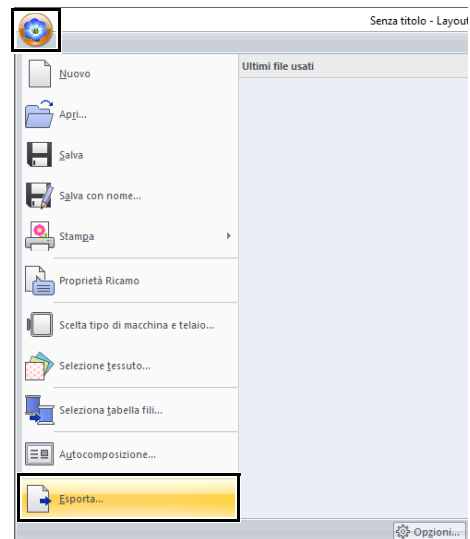 Senza titolo - Layout
Ultimi file usati
Nuovo
Apri...
Salva
Salva con nome...
Stampa
Proprietà Ricamo
Scelta tipo di macchina e telaio...
Selezione tessuto...
Seleziona tabella fili...
Autocomposizione...
Esporta...
Opzioni...